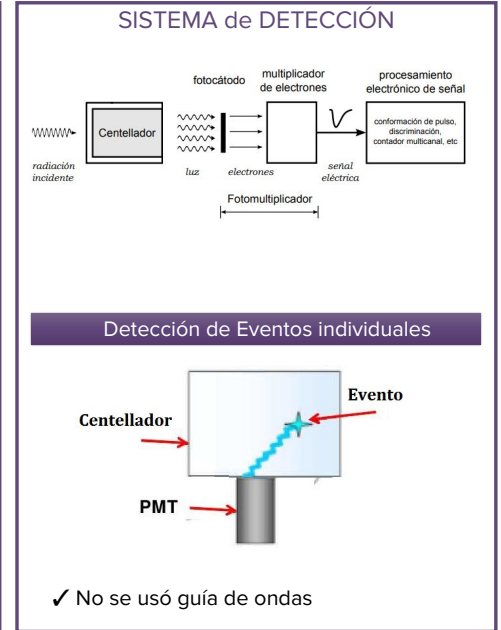 SISTEMA de DETECCIÓN
fotocátodo
multiplicador
de electrones
procesamiento
electrónico de señal
Centellador
conformación de pulso,
discriminación,
contador multicanal, etc
radiación
incidente
luz
electrones
señal
eléctrica
Fotomultiplicador
Detección de Eventos individuales
Evento
Centellador
PMT
✓ No se usó guía de ondas